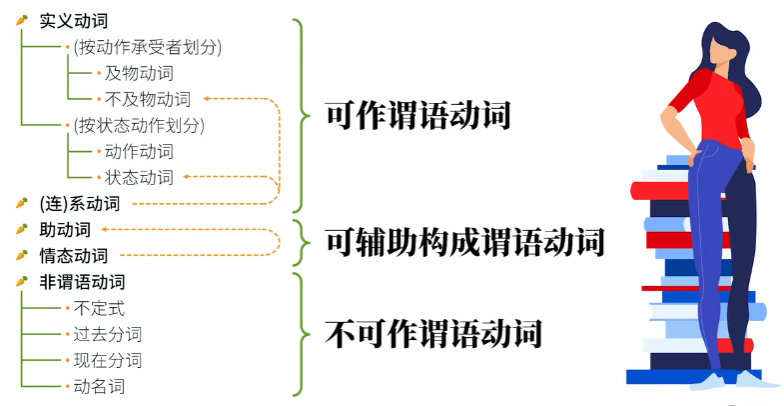 实义动词
(按动作承受者划分)
及物动词
不及物动词
(按状态动作划分)
动作动词
状态动词
(连)系动词
助动词
情态动词
非谓语动词
不定式
过去分词
现在分词
动名词
可作谓语动词
可辅助构成谓语动词
不可作谓语动词